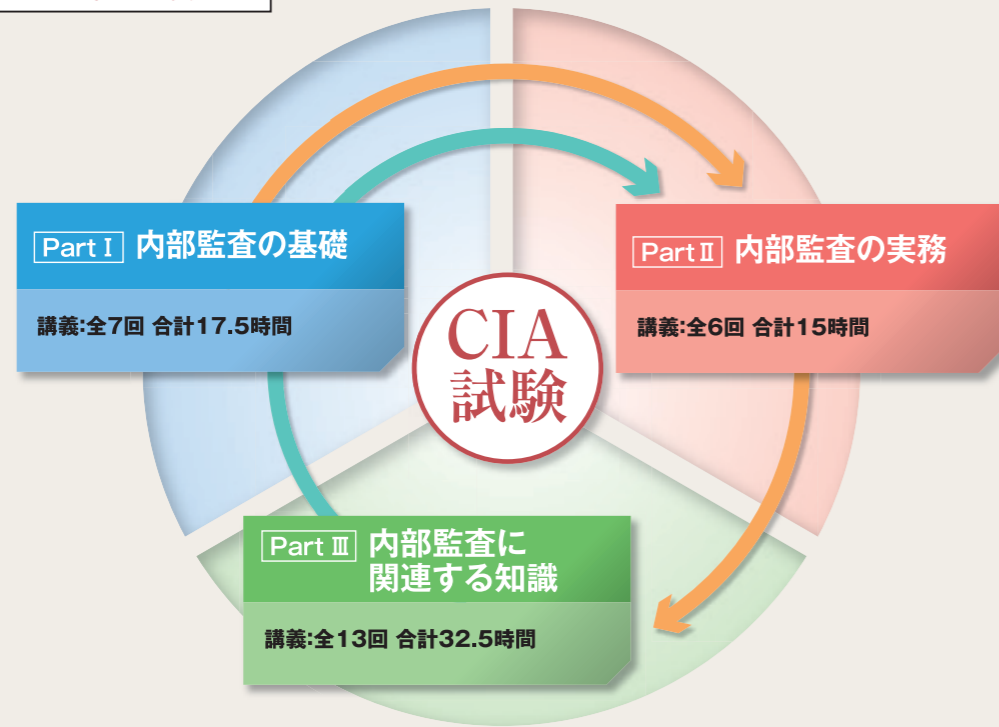 Part Ⅰ 内部監査の基礎
講義:全7回 合計17.5時間
Part Ⅱ 内部監査の実務
講義:全6回 合計15時間
CIA
試験
Part Ⅲ 内部監査に
関連する知識
講義:全13回 合計32.5時間